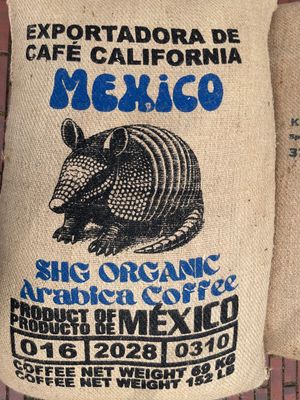 EXPORTADORA DE
CAFÉ CALIFORNIA
MEXiCO
SHG ORGANIC
Arabica Coffee
PRODUCT OF
PRODUCTO DE MÉXICO
016 2028 0310
COFFEE NET WEIGHT 69 KG
COFFEE NET WEIGHT 152 LB